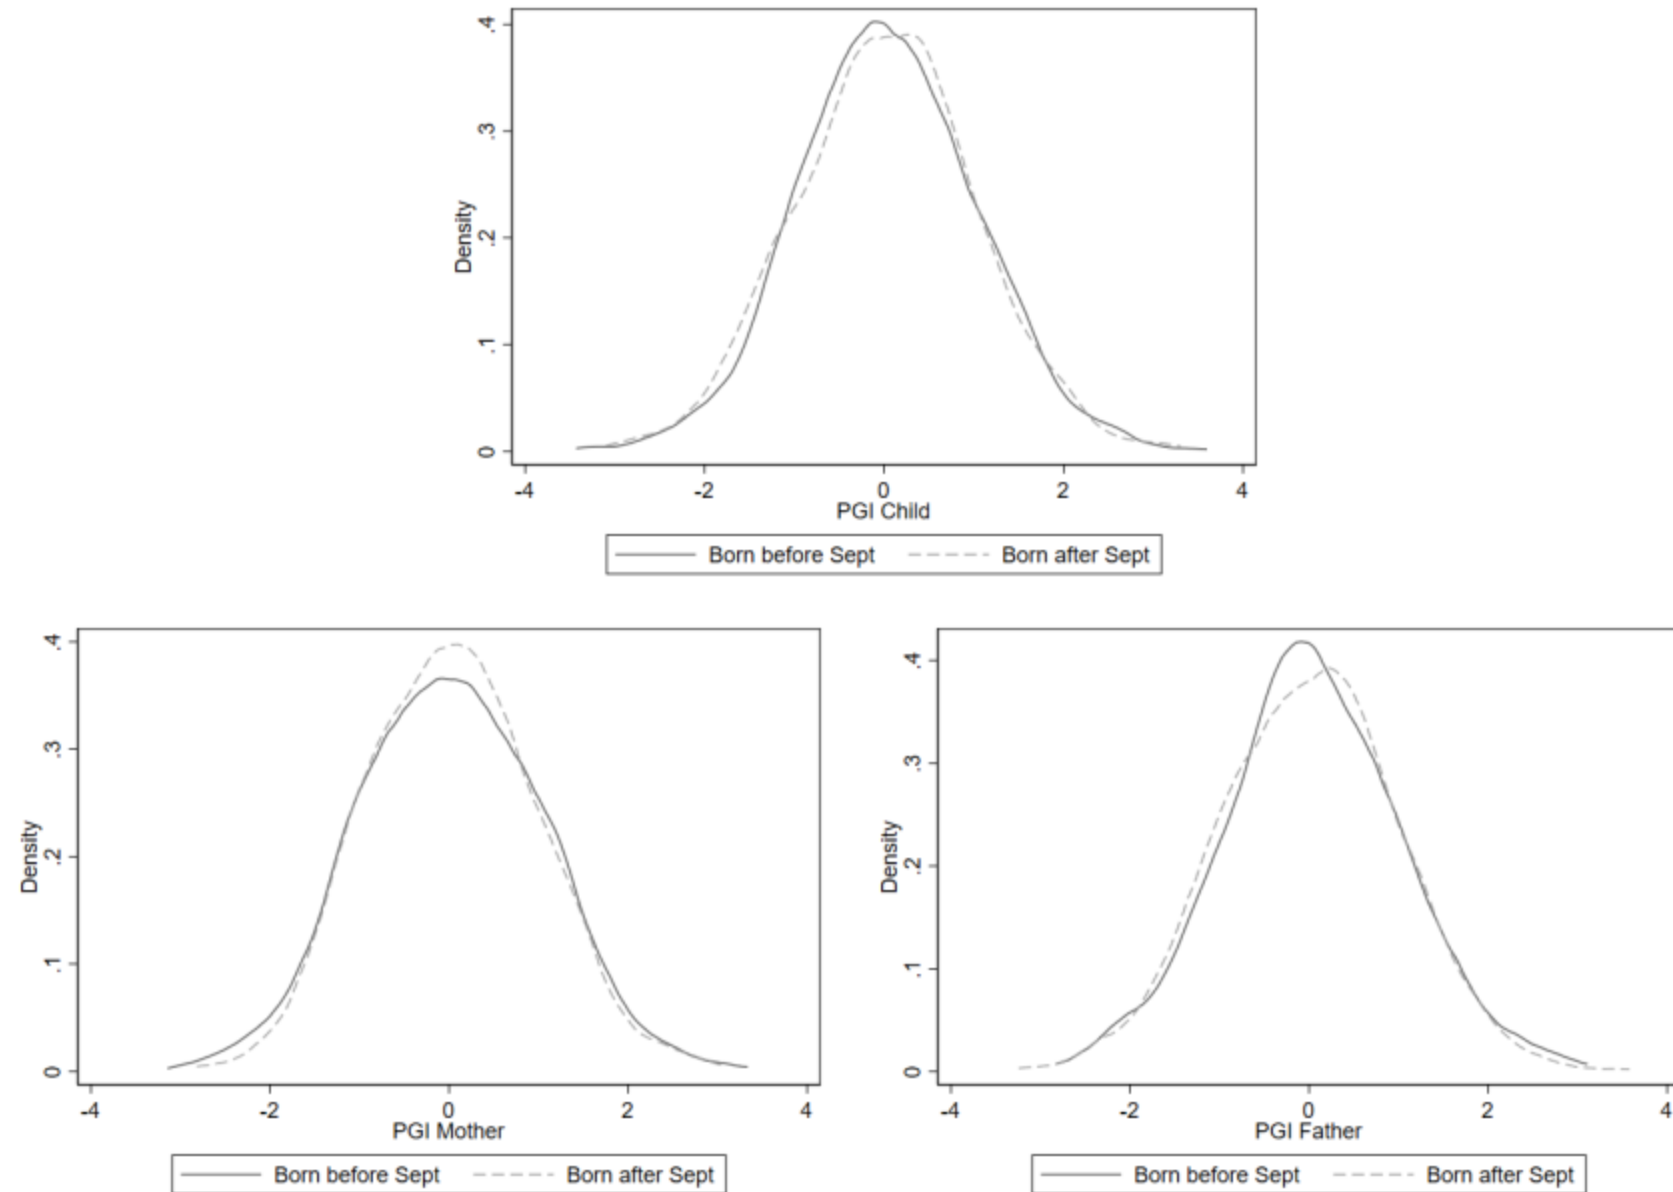 .4
.3
.2
.1
0
Density
-4 -2 0 2 4
PGI Child
Born before Sept Born after Sept
.4
.3
.2
.1
0
Density
-4 -2 0 2 4
PGI Mother
Born before Sept Born after Sept
.4
.3
.2
.1
0
Density
-4 -2 0 2 4
PGI Father
Born before Sept Born after Sept